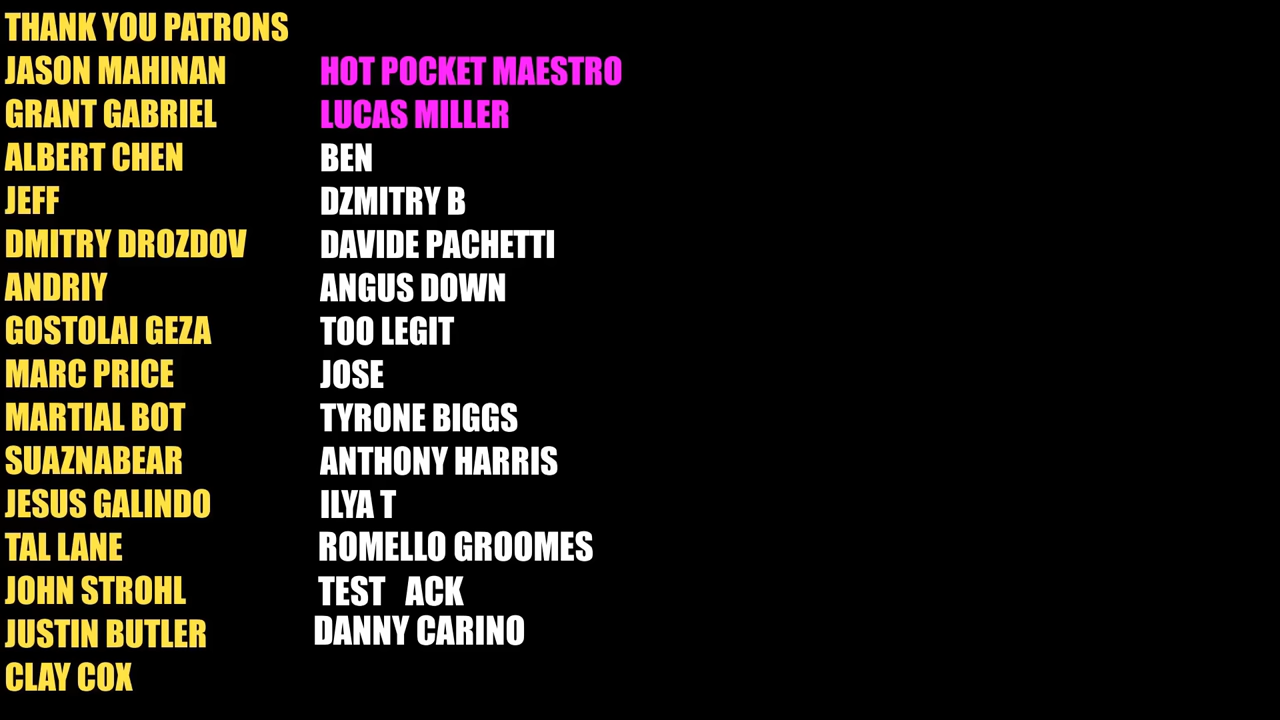 THANK YOU PATRONS
JASON MAHINAN
GRANT GABRIEL
ALBERT CHEN
JEFF
DMITRY DROZDOV
ANDRIY
GOSTOLAI GEZA
MARC PRICE
MARTIAL BOT
SUAZNABEAR
JESUS GALINDO
TAL LANE
JOHN STROHL
JUSTIN BUTLER
CLAY COX
HOT POCKET MAESTRO
LUCAS MILLER
BEN
DZMITRY B
DAVIDE PACHETTI
ANGUS DOWN
TOO LEGIT
JOSE
TYRONE BIGGS
ANTHONY HARRIS
ILYA T
ROMELLO GROOMES
TEST ACK
DANNY CARINO